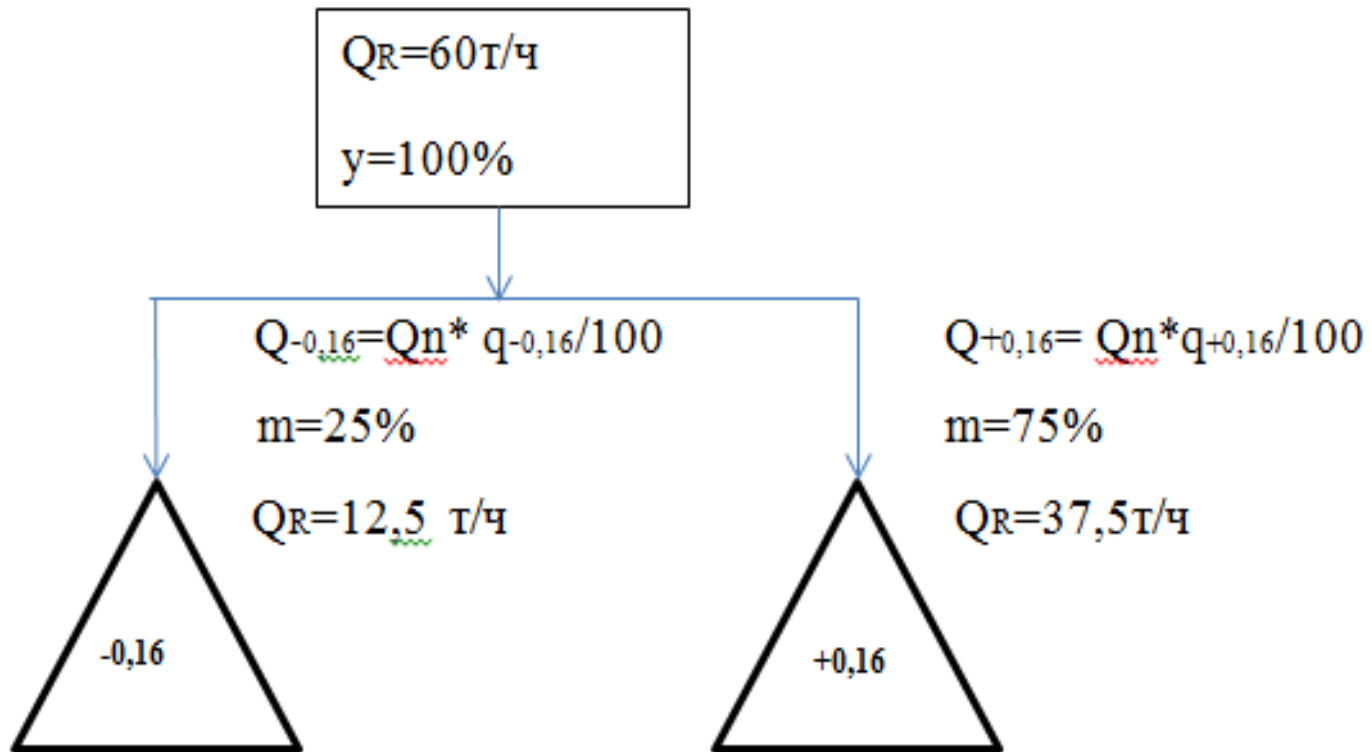 QR=60т/ч
y=100%
Q-0,16=Qn* q-0,16/100
m=25%
QR=12,5 т/ч
Q+0,16= Qn*q+0,16/100
m=75%
QR=37,5т/ч
-0,16
+0,16